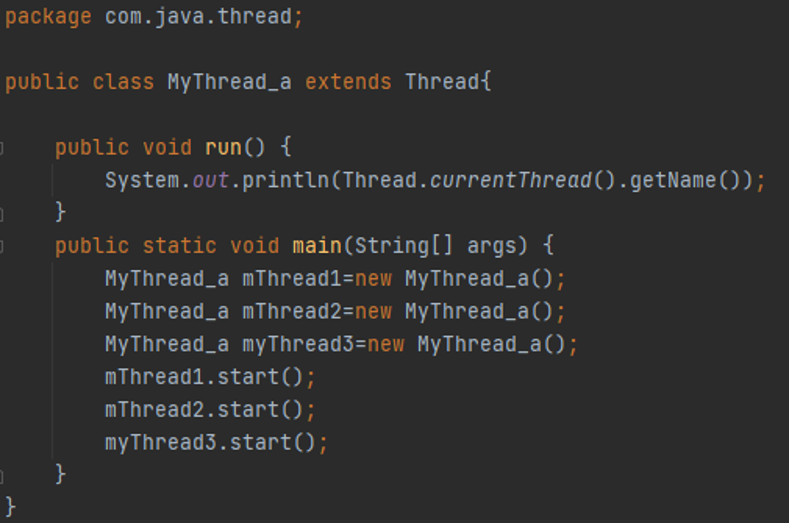 package com.java.thread;
public class MyThread_a extends Thread{
public void run() {
System.out.println(Thread.currentThread().getName());
}
public static void main(String[] args) {
MyThread_a mThread1=new MyThread_a();
MyThread_a mThread2=new MyThread_a();
MyThread_a myThread3=new MyThread_a();
mThread1.start();
mThread2.start();
myThread3.start();
}
}